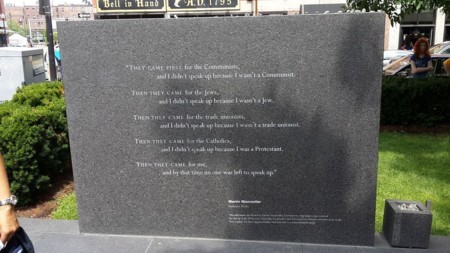 Bell in Hand
A.D. 1795
"THEY CAME FIRST for the Communists,
and I didn't speak up because I wasn't a Communist.
THEN THEY CAME for the Jews,
and I didn't speak up because I wasn't a Jew.
THEN THEY CAME for the trade unionists,
and I didn't speak up because I wasn't a trade unionist.
THEN THEY CAME for the Catholics,
and I didn't speak up because I was a Protestant.
THEN THEY CAME for me,
and by that time no one was left to speak up."
Martin Niemoeller